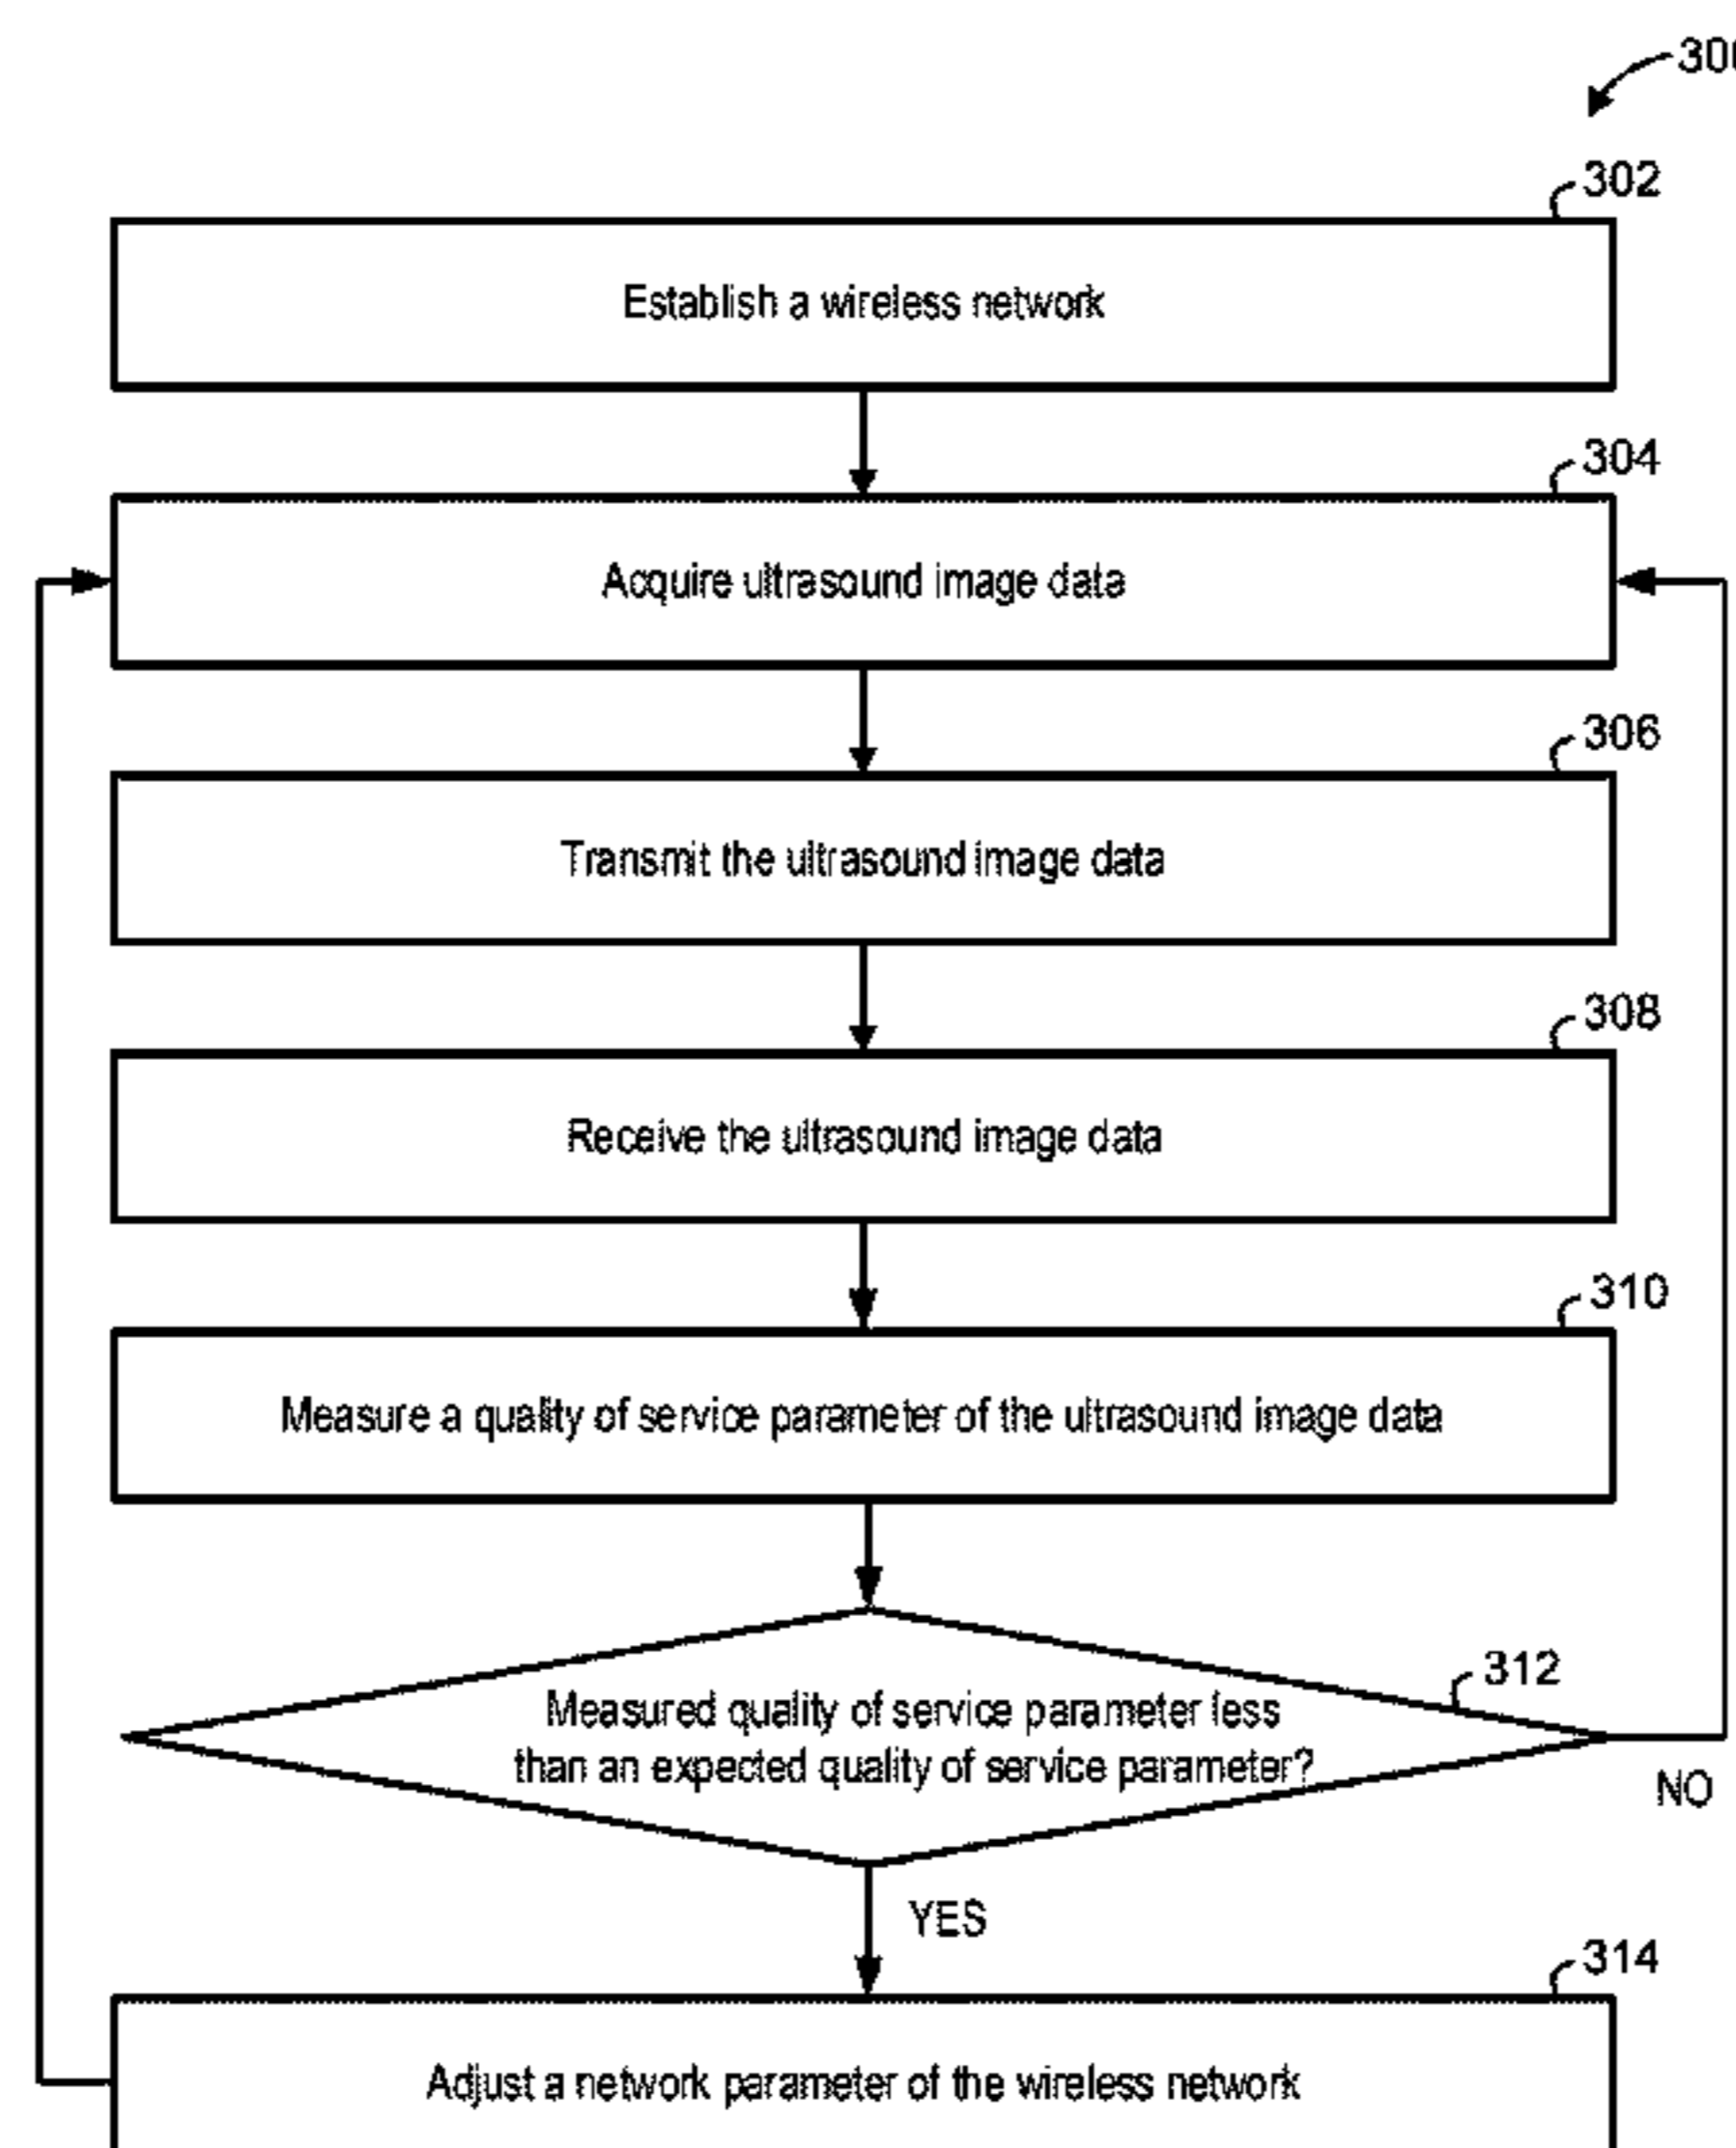 300
302
Establish a wireless network
304
Acquire ultrasound image data
306
Transmit the ultrasound image data
308
Receive the ultrasound image data
310
Measure a quality of service parameter of the ultrasound image data
312
Measured quality of service parameter less
than an expected quality of service parameter?
NO
YES
314
Adjust a network parameter of the wireless network